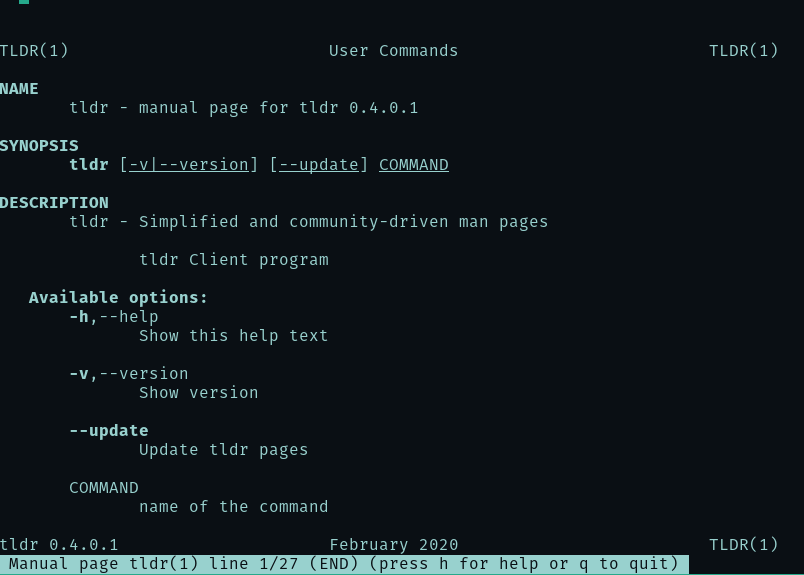 TLDR(1) User Commands TLDR(1)
NAME
tldr - manual page for tldr 0.4.0.1
SYNOPSIS
tldr [-v|--version] [--update] COMMAND
DESCRIPTION
tldr - Simplified and community-driven man pages
tldr Client program
Available options:
-h,--help
Show this help text
-v,--version
Show version
--update
Update tldr pages
COMMAND
name of the command
tldr 0.4.0.1 February 2020 TLDR(1)
Manual page tldr(1) line 1/27 (END) (press h for help or q to quit)